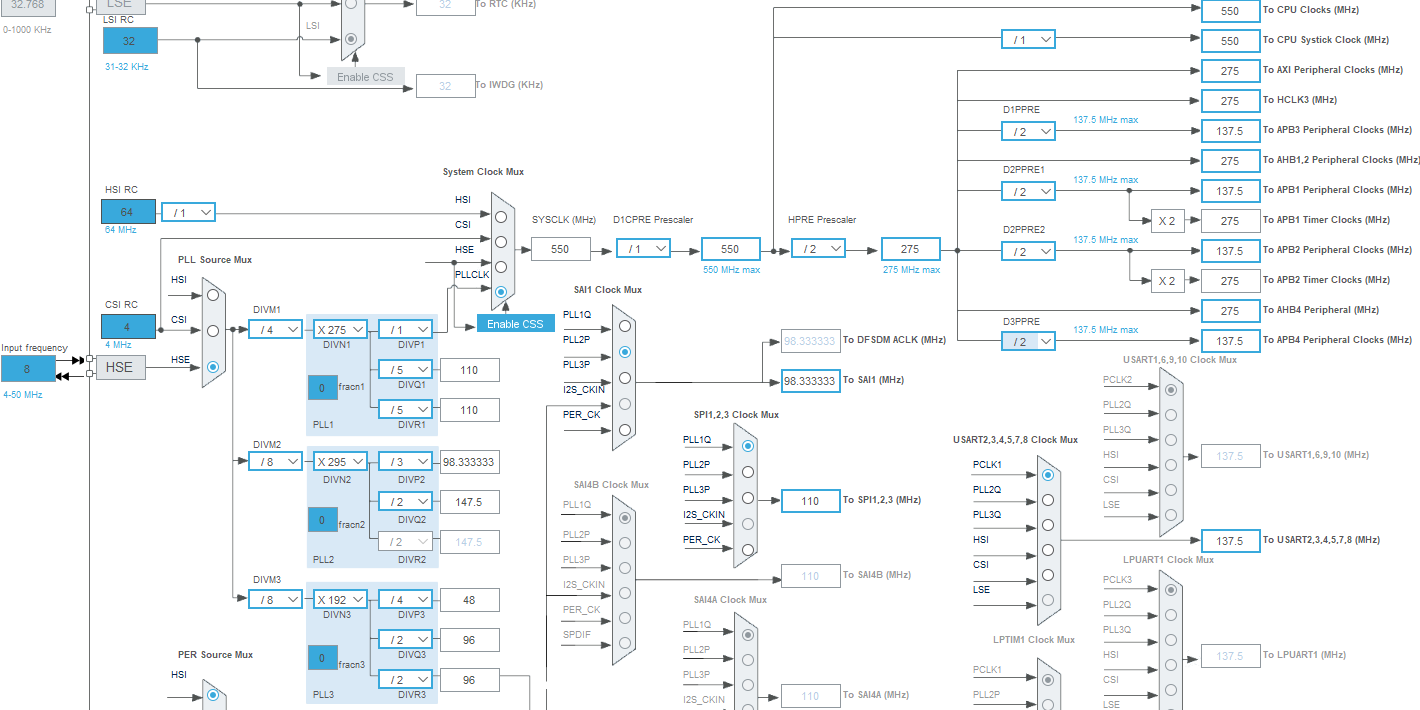 32.768
0-1000 KHz
LSE
LSI RC
32
31-32 KHz
LSI
Enable CSS
32
To RTC (KHz)
32
To IWDG (KHz)
HSI RC
64
64 MHz
/ 1
PLL Source Mux
HSI
CSI
HSE
CSI RC
4
4 MHz
Input frequency
8
4-50 MHz
HSE
System Clock Mux
HSI
CSI
HSE
PLLCLK
Enable CSS
SYSCLK (MHz)
550
D1CPRE Prescaler
/ 1
550
550 MHz max
HPRE Prescaler
/ 2
275
275 MHz max
550
To CPU Clocks (MHz)
/ 1
550
To CPU Systick Clock (MHz)
275
To AXI Peripheral Clocks (MHz)
275
To HCLK3 (MHz)
D1PPRE
/ 2
137.5 MHz max
137.5
To APB3 Peripheral Clocks (MHz)
275
To AHB1,2 Peripheral Clocks (MHz)
D2PPRE1
/ 2
137.5 MHz max
137.5
To APB1 Peripheral Clocks (MHz)
X 2
275
To APB1 Timer Clocks (MHz)
D2PPRE2
/ 2
137.5 MHz max
137.5
To APB2 Peripheral Clocks (MHz)
X 2
275
To APB2 Timer Clocks (MHz)
275
To AHB4 Peripheral (MHz)
D3PPRE
/ 2
137.5 MHz max
137.5
To APB4 Peripheral Clocks (MHz)
DIVM1
/ 4
X 275
DIVN1
/ 1
DIVP1
/ 5
110
DIVQ1
0
fracn1
/ 5
110
DIVR1
PLL1
DIVM2
/ 8
X 295
DIVN2
/ 3
98.333333
DIVP2
/ 2
147.5
DIVQ2
0
fracn2
/ 2
147.5
DIVR2
PLL2
DIVM3
/ 8
X 192
DIVN3
/ 4
48
DIVP3
/ 2
96
DIVQ3
0
fracn3
/ 2
96
DIVR3
PLL3
PER Source Mux
HSI
SAI1 Clock Mux
PLL1Q
PLL2P
PLL3P
I2S_CKIN
PER_CK
98.333333
To DFSDM ACLK (MHz)
98.333333
To SAI1 (MHz)
SPI1,2,3 Clock Mux
PLL1Q
PLL2P
PLL3P
I2S_CKIN
PER_CK
110
To SPI1,2,3 (MHz)
SAI4B Clock Mux
PLL1Q
PLL2P
PLL3P
I2S_CKIN
PER_CK
SPDIF
110
To SAI4B (MHz)
SAI4A Clock Mux
PLL1Q
PLL2P
PLL3P
I2S_CKIN
110
To SAI4A (MHz)
USART2,3,4,5,7,8 Clock Mux
PCLK1
PLL2Q
PLL3Q
HSI
CSI
LSE
137.5
To USART2,3,4,5,7,8 (MHz)
USART1,6,9,10 Clock Mux
PCLK2
PLL2Q
PLL3Q
HSI
CSI
LSE
137.5
To USART1,6,9,10 (MHz)
LPUART1 Clock Mux
PCLK3
PLL2Q
PLL3Q
HSI
CSI
LSE
137.5
To LPUART1 (MHz)
LPTIM1 Clock Mux
PCLK1
PLL2P